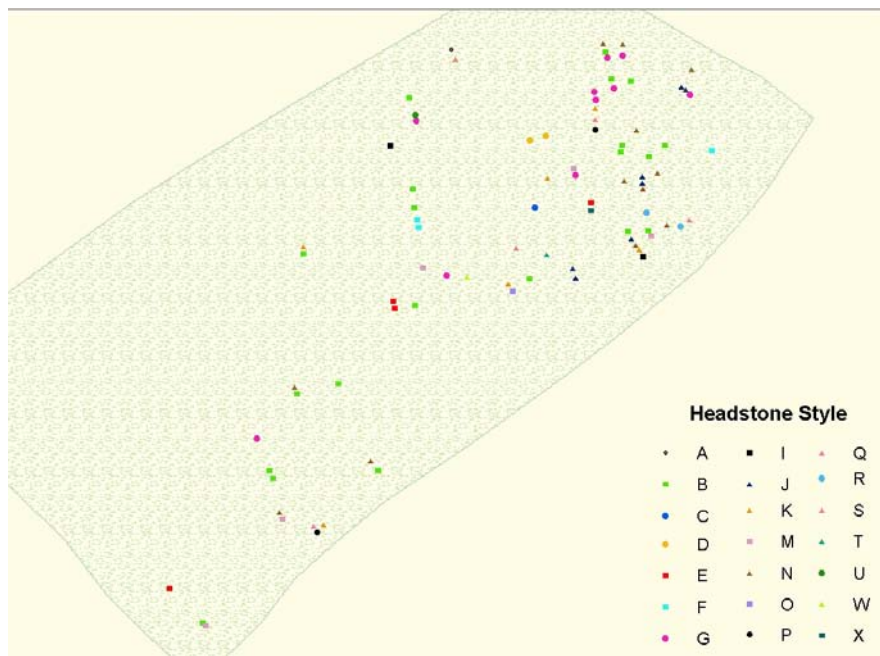 Headstone Style
A I Q
B J R
C K S
D M T
E N U
F O W
G P X